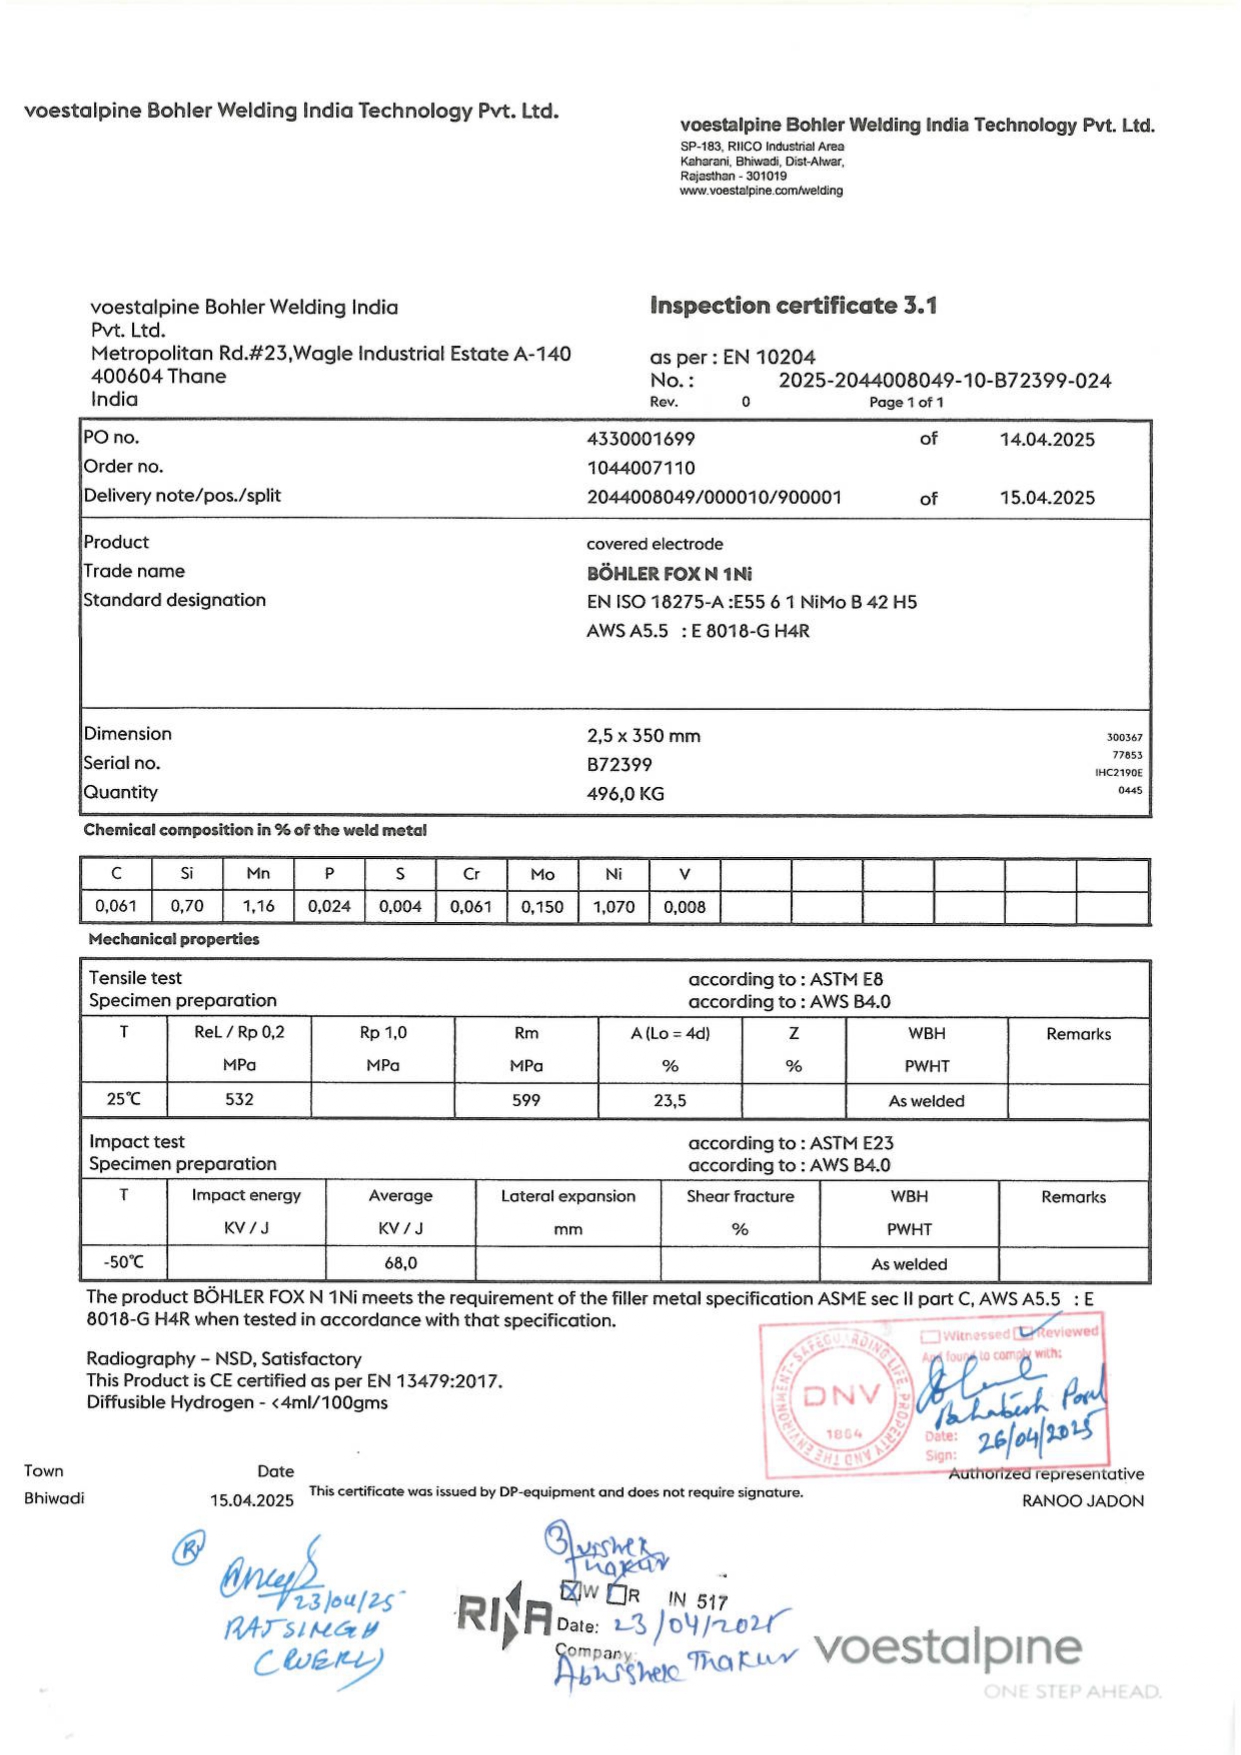 voestalpine Bohler Welding India Technology Pvt. Ltd.
voestalpine Bohler Welding India Technology Pvt. Ltd.
SP-183, RIICO Industrial Area
Kaharani, Bhiwadi, Dist-Alwar,
Rajasthan - 301019
www.voestalpine.com/welding
voestalpine Bohler Welding India
Pvt. Ltd.
Metropolitan Rd.#23,Wagle Industrial Estate A-140
400604 Thane
India
Inspection certificate 3.1
as per : EN 10204
No. : 2025-2044008049-10-B72399-024
Rev. 0 Page 1 of 1
PO no. 4330001699 of 14.04.2025
Order no. 1044007110
Delivery note/pos./split 2044008049/000010/900001 of 15.04.2025
Product covered electrode
Trade name BÖHLER FOX N 1Ni
Standard designation EN ISO 18275-A :E55 6 1 NiMo B 42 H5
AWS A5.5 : E 8018-G H4R
Dimension 2,5 x 350 mm 300367
77853
Serial no. B72399
IHC2190E
Quantity 496,0 KG 0445
Chemical composition in % of the weld metal
C Si Mn P S Cr Mo Ni V
0,061 0,70 1,16 0,024 0,004 0,061 0,150 1,070 0,008
Mechanical properties
Tensile test according to : ASTM E8
Specimen preparation according to : AWS B4.0
T ReL / Rp 0,2 Rp 1,0 Rm A (Lo = 4d) Z WBH Remarks
MPa MPa MPa % % PWHT
25°C 532 599 23,5 As welded
Impact test according to : ASTM E23
Specimen preparation according to : AWS B4.0
T Impact energy Average Lateral expansion Shear fracture WBH Remarks
KV / J KV / J mm % PWHT
-50°C 68,0 As welded
The product BÖHLER FOX N 1Ni meets the requirement of the filler metal specification ASME sec II part C, AWS A5.5 : E
8018-G H4R when tested in accordance with that specification.
Radiography – NSD, Satisfactory
This Product is CE certified as per EN 13479:2017.
Diffusible Hydrogen - <4ml/100gms
Witnessed Reviewed
And found to comply with:
SAFEGUARDING LIFE, PROPERTY AND THE ENVIRONMENT
DNV
1864
Date: 26/04/2025
Sign:
Town Date
Authorized representative
Bhiwadi 15.04.2025 This certificate was issued by DP-equipment and does not require signature.
RANOO JADON
R
23/04/25
RAJ SINGH
Thakur
RINA
W R IN 517
Date: 23/04/2025
Company:
Abhishek Thakur
voestalpine
ONE STEP AHEAD.